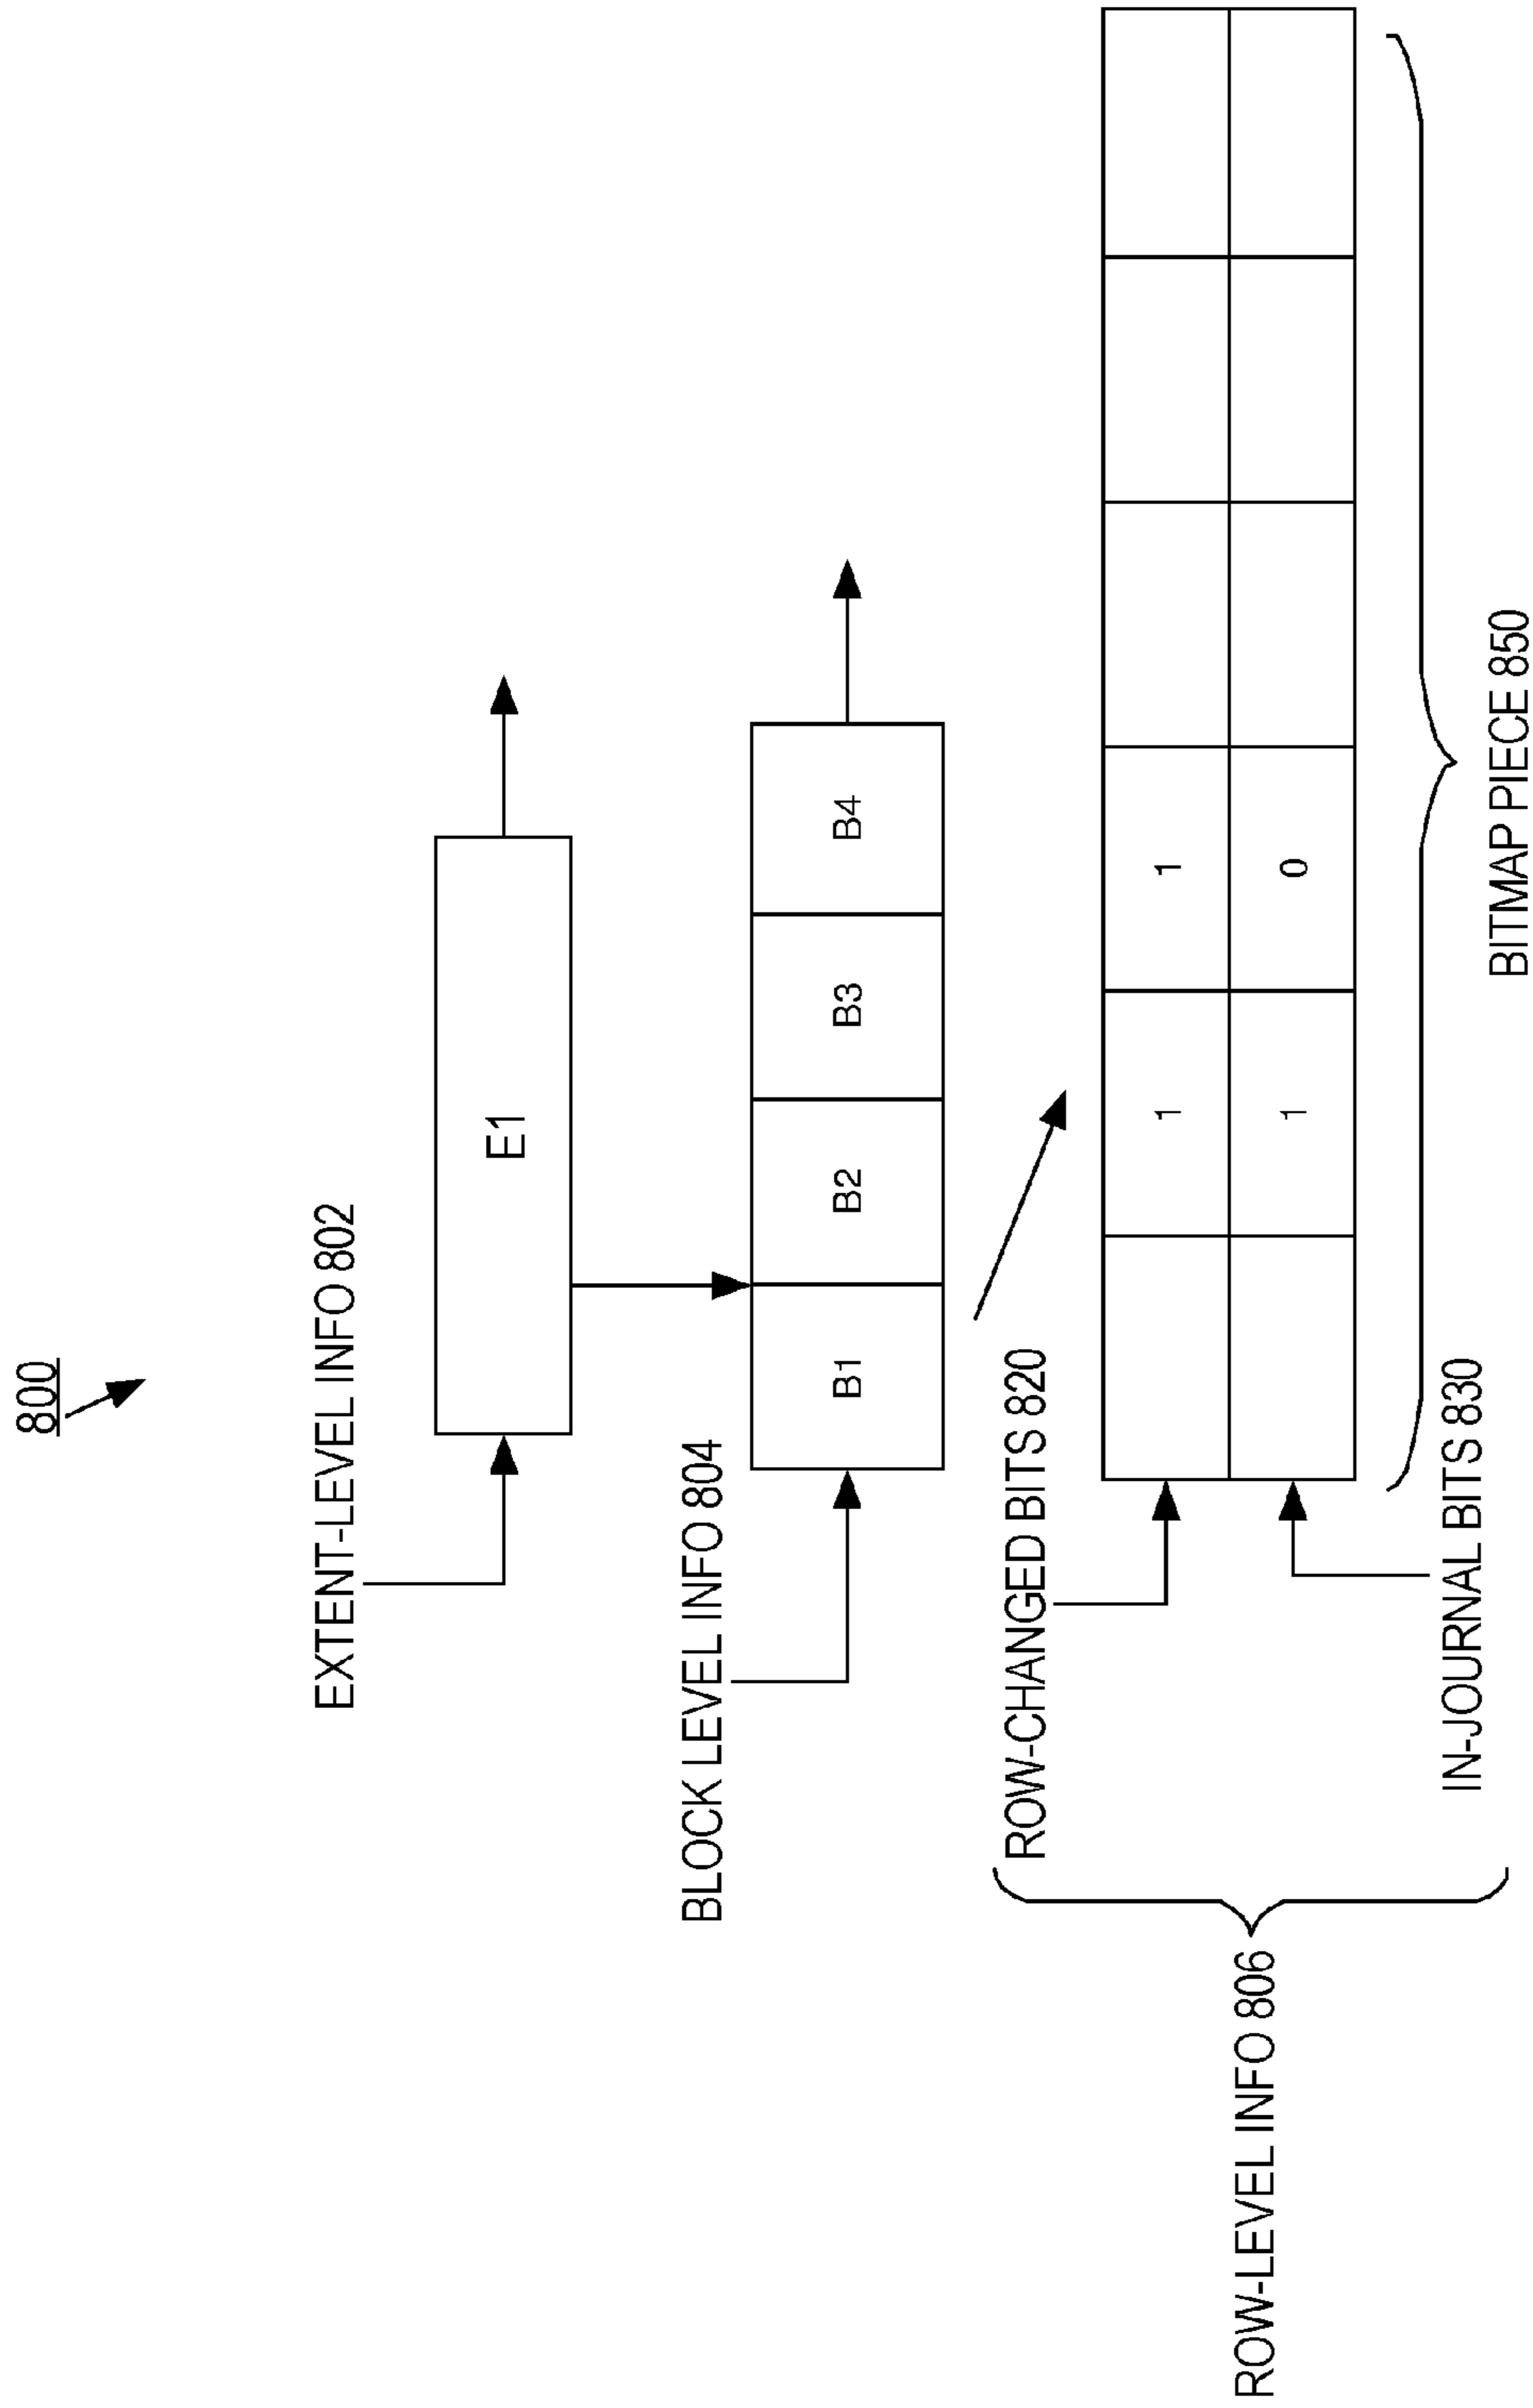 800
EXTENT-LEVEL INFO 802
E1
BLOCK LEVEL INFO 804
B1 B2 B3 B4
ROW-CHANGED BITS 820
1 1
1 0
IN-JOURNAL BITS 830
ROW-LEVEL INFO 806
BITMAP PIECE 850